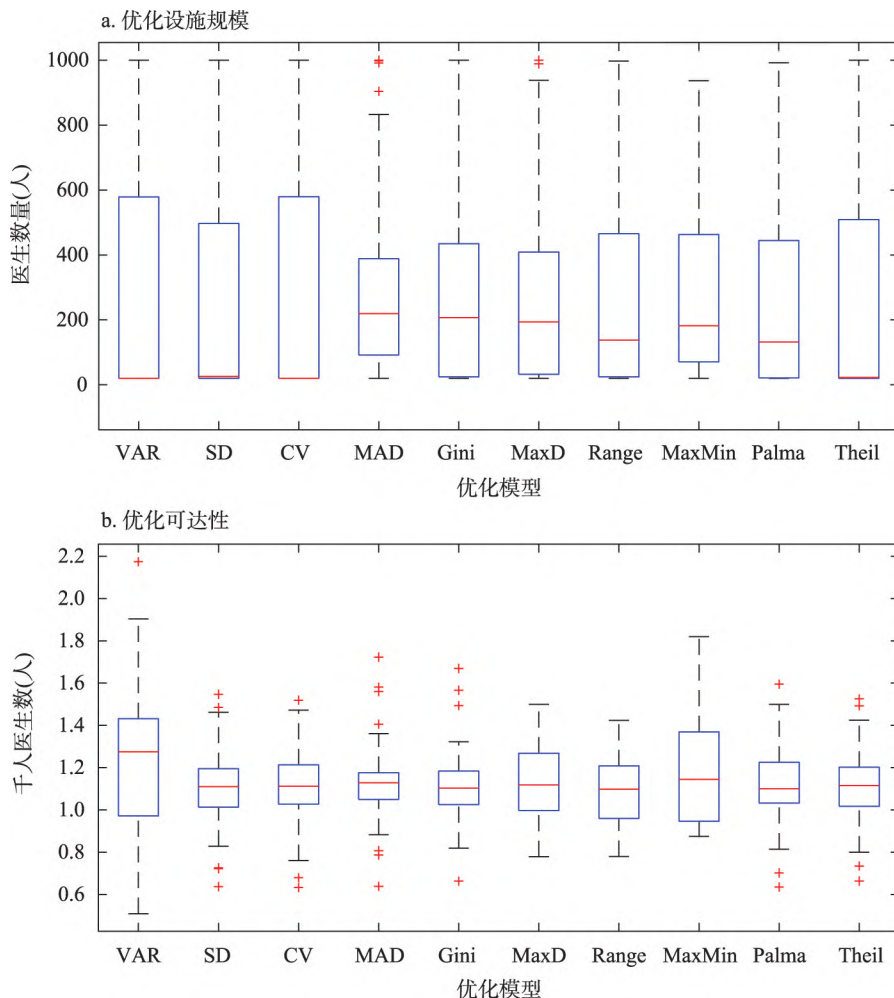 a. 优化设施规模
1000
800
600
400
200
0
医生数量(人)
VAR SD CV MAD Gini MaxD Range MaxMin Palma Theil
优化模型
b. 优化可达性
2.2
2.0
1.8
1.6
1.4
1.2
1.0
0.8
0.6
千人医生数(人)
VAR SD CV MAD Gini MaxD Range MaxMin Palma Theil
优化模型